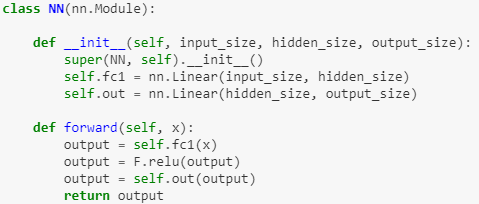 class NN(nn.Module):
    def __init__(self, input_size, hidden_size, output_size):
        super(NN, self).__init__()
        self.fc1 = nn.Linear(input_size, hidden_size)
        self.out = nn.Linear(hidden_size, output_size)
    def forward(self, x):
        output = self.fc1(x)
        output = F.relu(output)
        output = self.out(output)
        return output